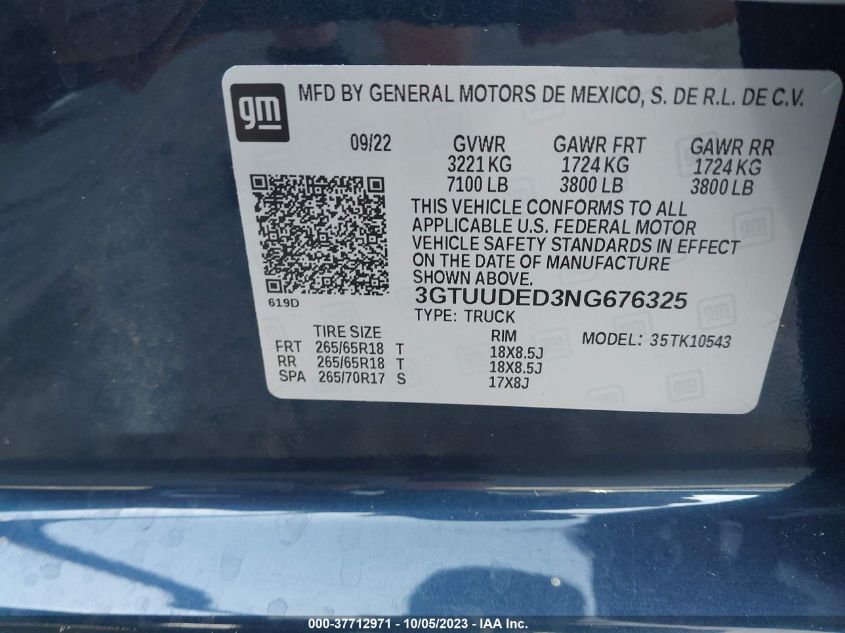 gm
MFD BY GENERAL MOTORS DE MEXICO, S. DE R.L. DE C.V.
09/22 GVWR GAWR FRT GAWR RR
3221 KG 1724 KG 1724 KG
7100 LB 3800 LB 3800 LB
THIS VEHICLE CONFORMS TO ALL
APPLICABLE U.S. FEDERAL MOTOR
VEHICLE SAFETY STANDARDS IN EFFECT
ON THE DATE OF MANUFACTURE
SHOWN ABOVE.
619D
3GTUUDED3NG676325
TYPE: TRUCK
TIRE SIZE RIM MODEL: 35TK10543
FRT 265/65R18 T 18X8.5J
RR 265/65R18 T 18X8.5J
SPA 265/70R17 S 17X8J
000-37712971 - 10/05/2023 - IAA Inc.